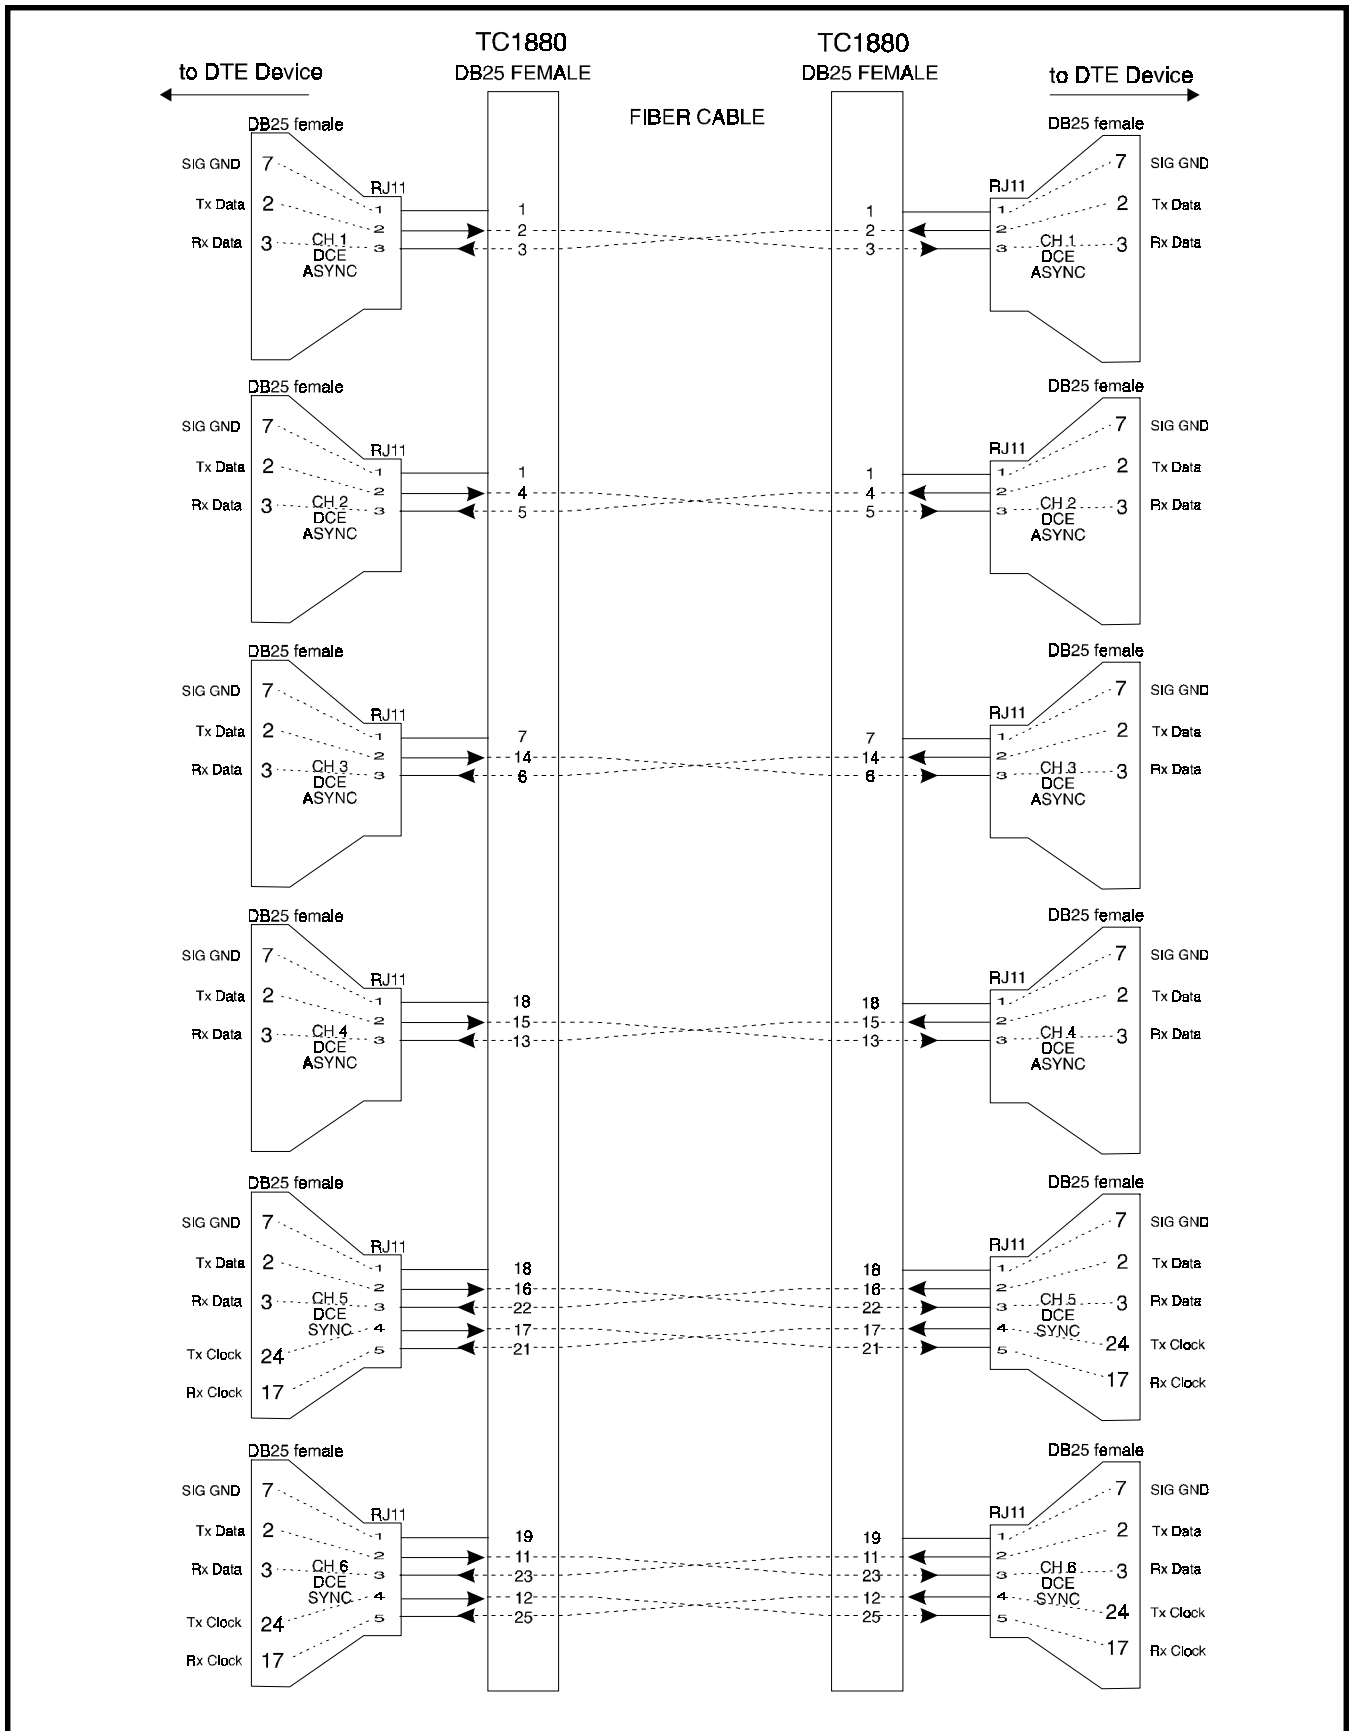 TC1880 TC1880
DB25 FEMALE DB25 FEMALE
to DTE Device to DTE Device
FIBER CABLE
DB25 female DB25 female
SIG GND 7 7 SIG GND
RJ11 RJ11
Tx Data 2 2 Tx Data
1 1 1 1
2 2 2 2
Rx Data 3 CH 1 3 3 3 3 CH 1 3 Rx Data
DCE DCE
ASYNC ASYNC
DB25 female DB25 female
SIG GND 7 7 SIG GND
RJ11 RJ11
Tx Data 2 1 1 1 1 2 Tx Data
2 4 4 2
Rx Data 3 CH 2 3 5 5 3 CH 2 3 Rx Data
DCE DCE
ASYNC ASYNC
DB25 female DB25 female
SIG GND 7 7 SIG GND
RJ11 RJ11
Tx Data 2 1 7 7 1 2 Tx Data
2 14 14 2
Rx Data 3 CH 3 3 6 6 3 CH 3 3 Rx Data
DCE DCE
ASYNC ASYNC
DB25 female DB25 female
SIG GND 7 7 SIG GND
RJ11 RJ11
Tx Data 2 1 18 18 1 2 Tx Data
2 15 15 2
Rx Data 3 CH 4 3 13 13 3 CH 4 3 Rx Data
DCE DCE
ASYNC ASYNC
DB25 female DB25 female
SIG GND 7 7 SIG GND
RJ11 RJ11
Tx Data 2 1 18 18 1 2 Tx Data
2 16 16 2
Rx Data 3 CH 5 3 22 22 3 CH 5 3 Rx Data
DCE DCE
SYNC 4 17 17 4 SYNC
Tx Clock 24 5 21 21 5 24 Tx Clock
Rx Clock 17 17 Rx Clock
DB25 female DB25 female
SIG GND 7 7 SIG GND
RJ11 RJ11
Tx Data 2 1 19 19 1 2 Tx Data
2 11 11 2
Rx Data 3 CH 6 3 23 23 3 CH 6 3 Rx Data
DCE DCE
SYNC 4 12 12 4 SYNC
Tx Clock 24 5 25 25 5 24 Tx Clock
Rx Clock 17 17 Rx Clock